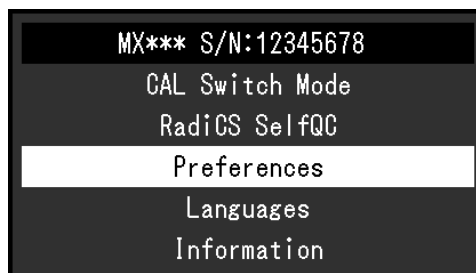 MX*** S/N:12345678
CAL Switch Mode
RadiCS SelfQC
Preferences
Languages
Information